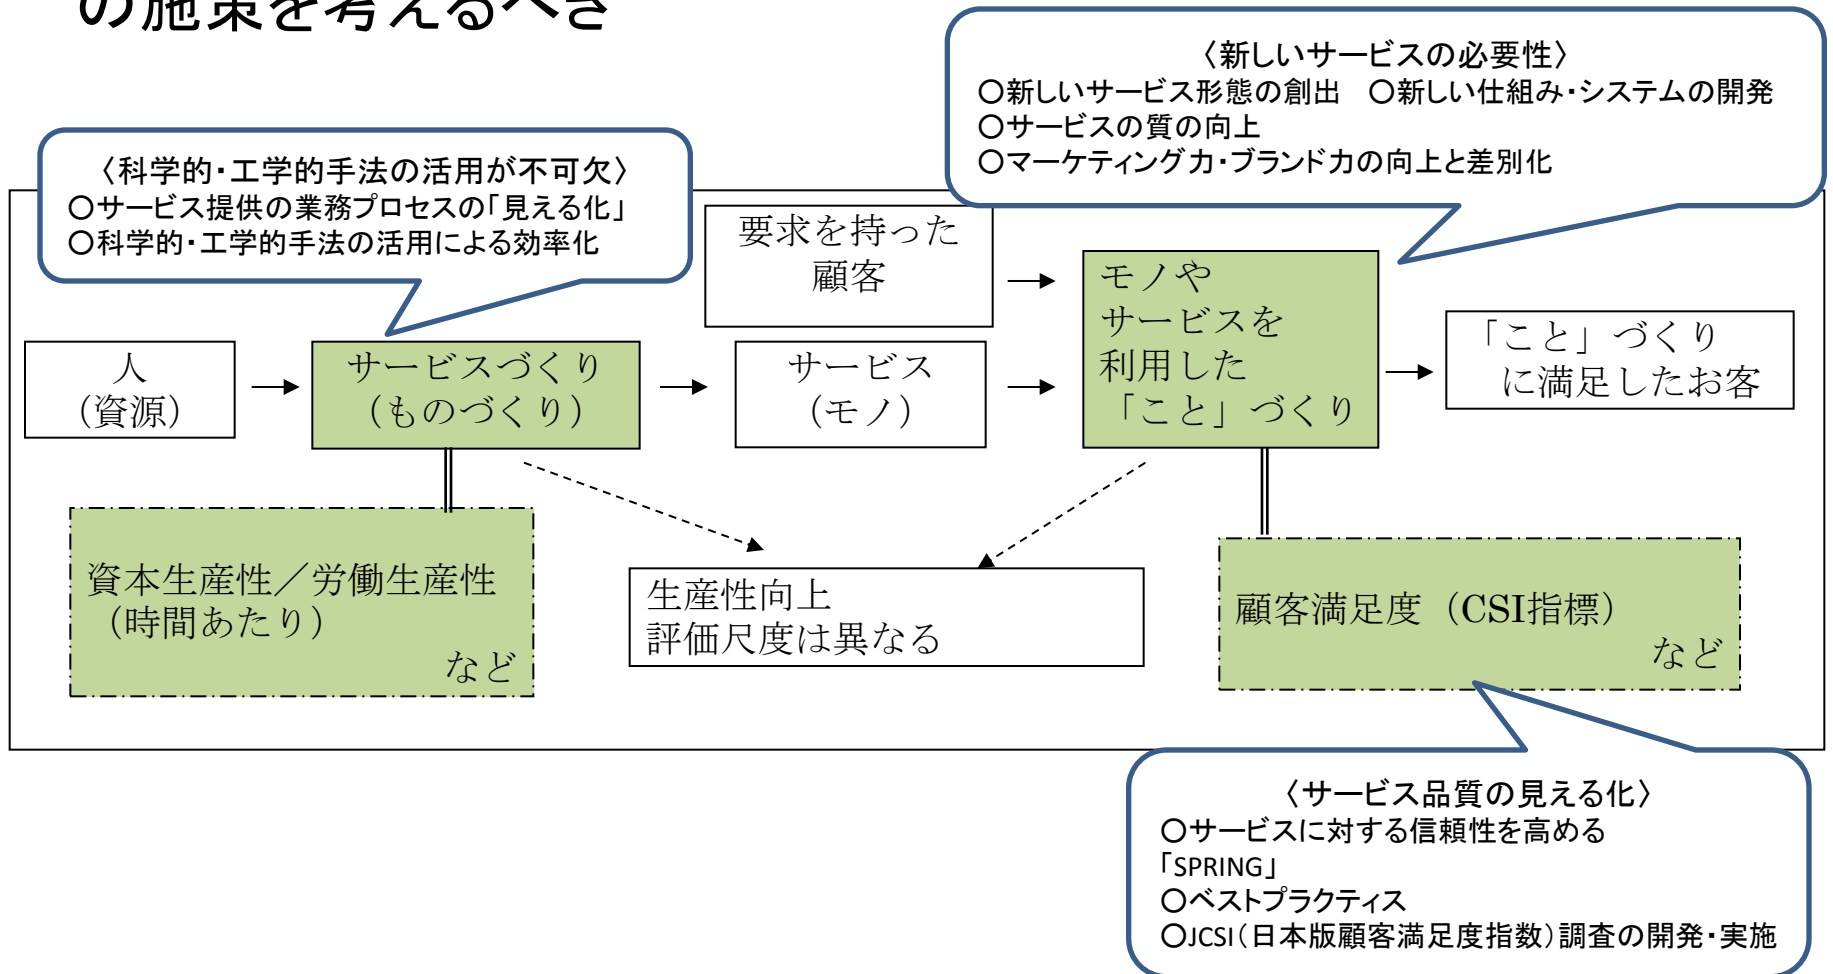 の施策を考えるべき
〈新しいサービスの必要性〉
○新しいサービス形態の創出　○新しい仕組み・システムの開発
○サービスの質の向上
○マーケティング力・ブランド力の向上と差別化
〈科学的・工学的手法の活用が不可欠〉
○サービス提供の業務プロセスの「見える化」
○科学的・工学的手法の活用による効率化
要求を持った
顧客
人
（資源）
サービスづくり
（ものづくり）
サービス
（モノ）
モノや
サービスを
利用した
「こと」づくり
「こと」づくり
に満足したお客
資本生産性／労働生産性
（時間あたり）
など
生産性向上
評価尺度は異なる
顧客満足度（CSI指標）
など
〈サービス品質の見える化〉
○サービスに対する信頼性を高める
「SPRING」
○ベストプラクティス
○JCSI（日本版顧客満足度指数）調査の開発・実施